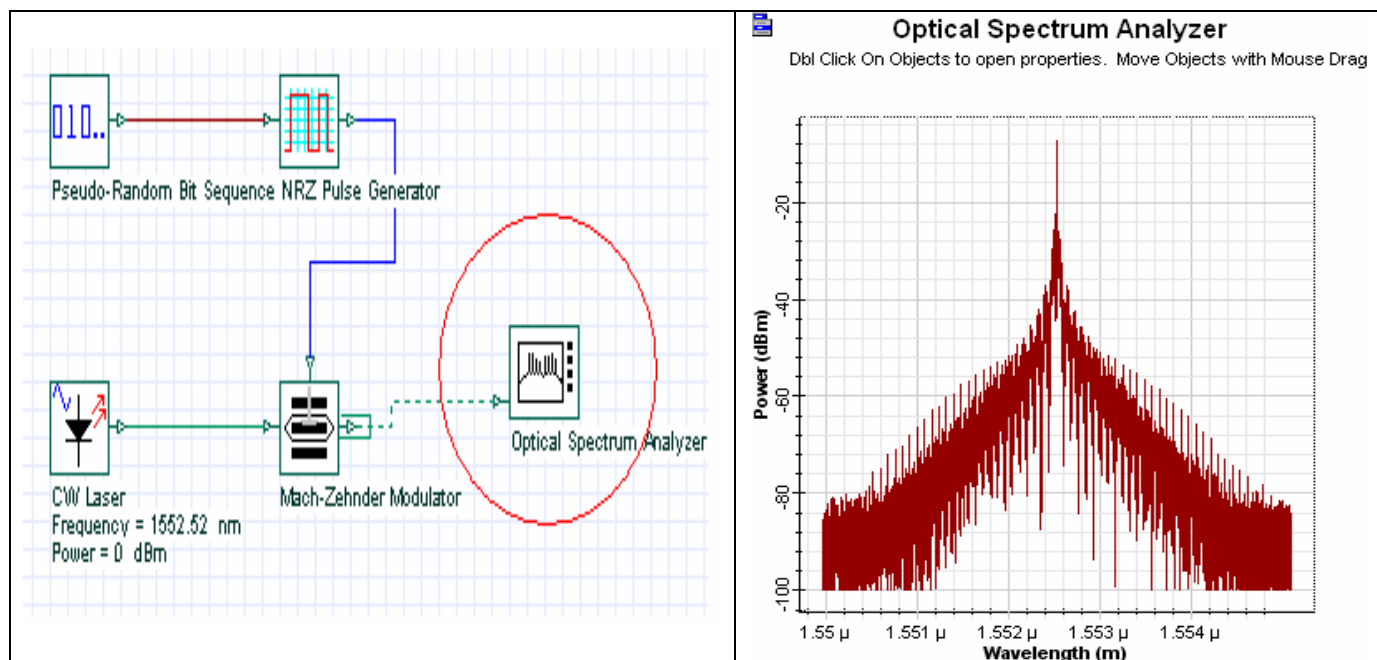 010..
Pseudo-Random Bit Sequence NRZ Pulse Generator
Optical Spectrum Analyzer
CW Laser
Frequency = 1552.52 nm
Power = 0 dBm
Mach-Zehnder Modulator
Optical Spectrum Analyzer
Dbl Click On Objects to open properties. Move Objects with Mouse Drag
Power (dBm)
-20
-40
-60
-80
-100
1.55 µ 1.551 µ 1.552 µ 1.553 µ 1.554 µ
Wavelength (m)